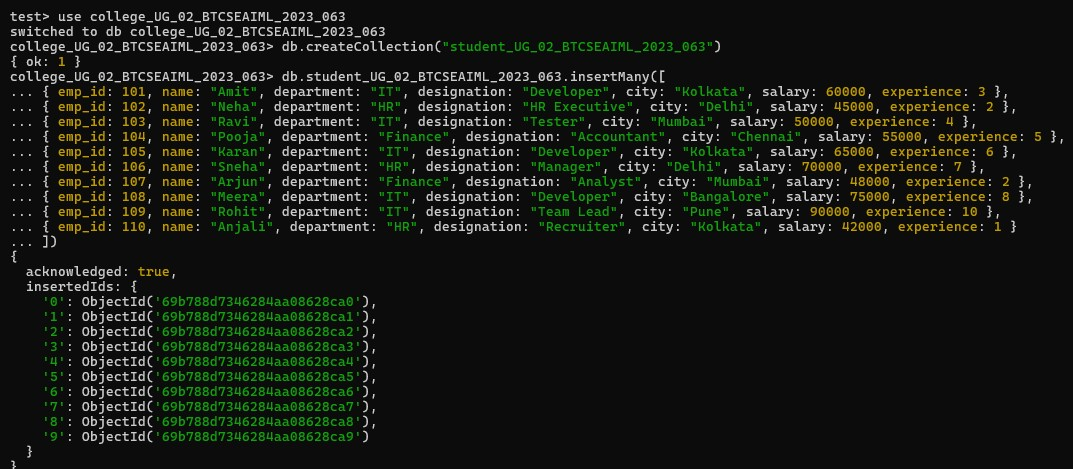 test> use college_UG_02_BTCSEAIML_2023_063
switched to db college_UG_02_BTCSEAIML_2023_063
college_UG_02_BTCSEAIML_2023_063> db.createCollection("student_UG_02_BTCSEAIML_2023_063")
{ ok: 1 }
college_UG_02_BTCSEAIML_2023_063> db.student_UG_02_BTCSEAIML_2023_063.insertMany([
... { emp_id: 101, name: "Amit", department: "IT", designation: "Developer", city: "Kolkata", salary: 60000, experience: 3 },
... { emp_id: 102, name: "Neha", department: "HR", designation: "HR Executive", city: "Delhi", salary: 45000, experience: 2 },
... { emp_id: 103, name: "Ravi", department: "IT", designation: "Tester", city: "Mumbai", salary: 50000, experience: 4 },
... { emp_id: 104, name: "Pooja", department: "Finance", designation: "Accountant", city: "Chennai", salary: 55000, experience: 5 },
... { emp_id: 105, name: "Karan", department: "IT", designation: "Developer", city: "Kolkata", salary: 65000, experience: 6 },
... { emp_id: 106, name: "Sneha", department: "HR", designation: "Manager", city: "Delhi", salary: 70000, experience: 7 },
... { emp_id: 107, name: "Arjun", department: "Finance", designation: "Analyst", city: "Mumbai", salary: 48000, experience: 2 },
... { emp_id: 108, name: "Meera", department: "IT", designation: "Developer", city: "Bangalore", salary: 75000, experience: 8 },
... { emp_id: 109, name: "Rohit", department: "IT", designation: "Team Lead", city: "Pune", salary: 90000, experience: 10 },
... { emp_id: 110, name: "Anjali", department: "HR", designation: "Recruiter", city: "Kolkata", salary: 42000, experience: 1 }
... ])
{
  acknowledged: true,
  insertedIds: {
    '0': ObjectId('69b788d7346284aa08628ca0'),
    '1': ObjectId('69b788d7346284aa08628ca1'),
    '2': ObjectId('69b788d7346284aa08628ca2'),
    '3': ObjectId('69b788d7346284aa08628ca3'),
    '4': ObjectId('69b788d7346284aa08628ca4'),
    '5': ObjectId('69b788d7346284aa08628ca5'),
    '6': ObjectId('69b788d7346284aa08628ca6'),
    '7': ObjectId('69b788d7346284aa08628ca7'),
    '8': ObjectId('69b788d7346284aa08628ca8'),
    '9': ObjectId('69b788d7346284aa08628ca9')
  }
}